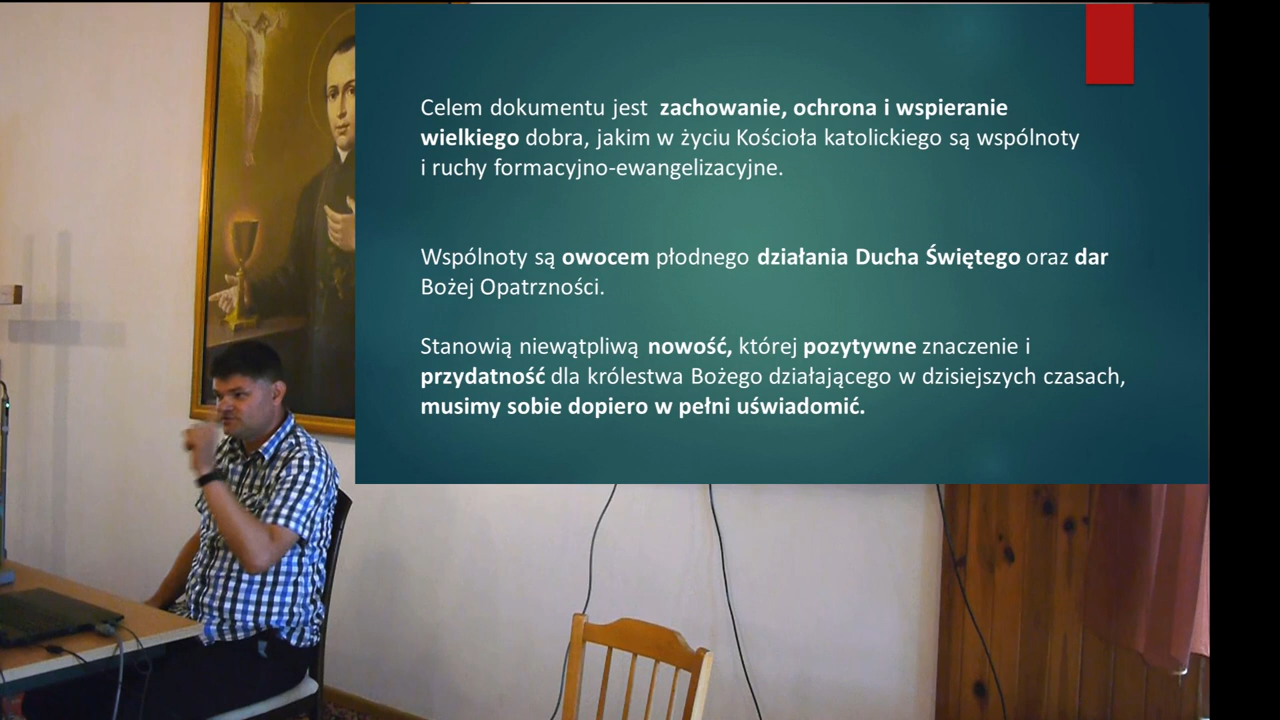 Celem dokumentu jest zachowanie, ochrona i wspieranie
wielkiego dobra, jakim w życiu Kościoła katolickiego są wspólnoty
i ruchy formacyjno-ewangelizacyjne.
Wspólnoty są owocem płodnego działania Ducha Świętego oraz dar
Bożej Opatrzności.
Stanowią niewątpliwą nowość, której pozytywne znaczenie i
przydatność dla królestwa Bożego działającego w dzisiejszych czasach,
musimy sobie dopiero w pełni uświadomić.